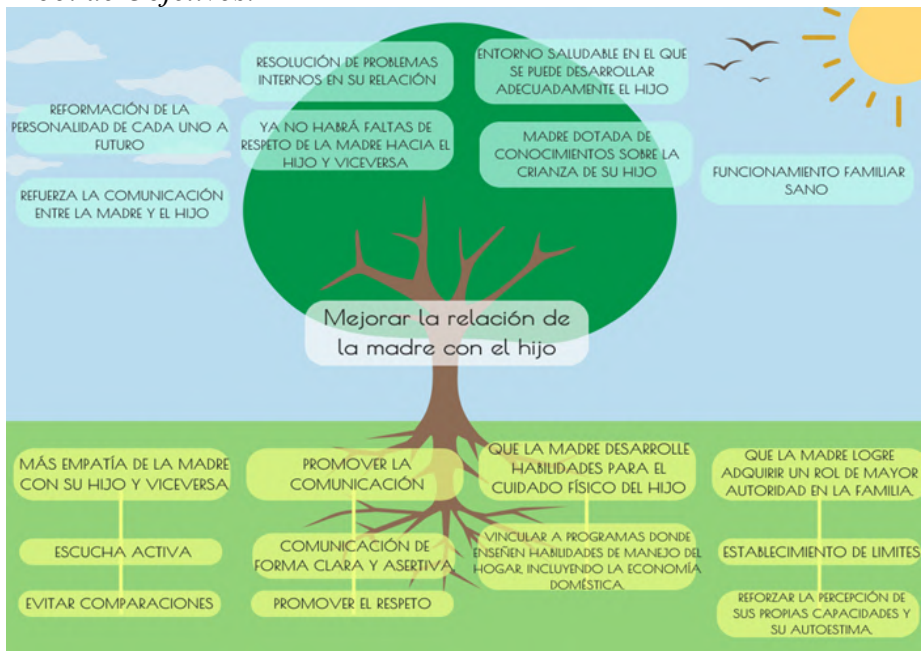 RESOLUCIÓN DE PROBLEMAS
INTERNOS EN SU RELACIÓN
ENTORNO SALUDABLE EN EL QUE
SE PUEDE DESARROLLAR
ADECUADAMENTE EL HIJO
REFORMACIÓN DE LA
PERSONALIDAD DE CADA UNO A
FUTURO
YA NO HABRÁ FALTAS DE
RESPETO DE LA MADRE HACIA EL
HIJO Y VICEVERSA
MADRE DOTADA DE
CONOCIMIENTOS SOBRE LA
CRIANZA DE SU HIJO
FUNCIONAMIENTO FAMILIAR
SANO
REFUERZA LA COMUNICACIÓN
ENTRE LA MADRE Y EL HIJO
Mejorar la relación de
la madre con el hijo
MÁS EMPATÍA DE LA MADRE
CON SU HIJO Y VICEVERSA
ESCUCHA ACTIVA
EVITAR COMPARACIONES
PROMOVER LA
COMUNICACIÓN
COMUNICACIÓN DE
FORMA CLARA Y ASERTIVA
PROMOVER EL RESPETO
QUE LA MADRE DESARROLLE
HABILIDADES PARA EL
CUIDADO FÍSICO DEL HIJO
VINCULAR A PROGRAMAS DONDE
ENSEÑEN HABILIDADES DE MANEJO DEL
HOGAR, INCLUYENDO LA ECONOMÍA
DOMÉSTICA.
QUE LA MADRE LOGRE
ADQUIRIR UN ROL DE MAYOR
AUTORIDAD EN LA FAMILIA.
ESTABLECIMIENTO DE LIMITES
REFORZAR LA PERCEPCIÓN DE
SUS PROPIAS CAPACIDADES Y
SU AUTOESTIMA.